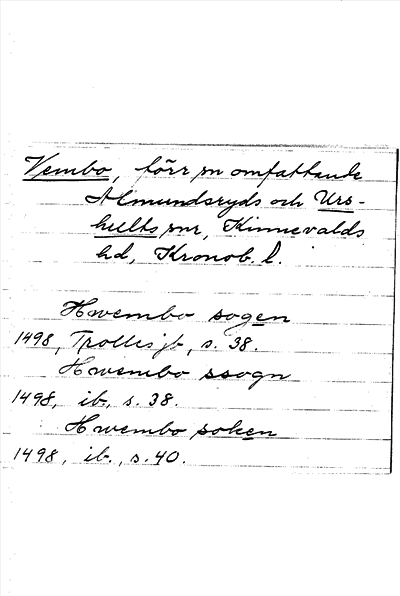 Vembo, förr sn omfattande
Almundsryds och Urs-
hults snr, Kinnevalds
hd, Kronob. l.
Hwembo sogen
1498, Trolles jb, s. 38.
Hwembo ssogn
1498, ib., s. 38.
Hwembo soken
1498, ib., s. 40.